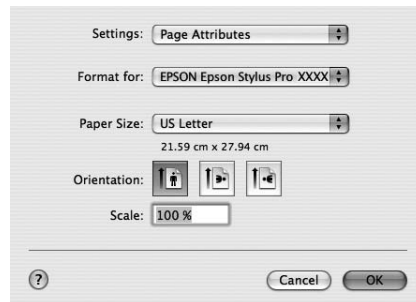 Settings: Page Attributes
Format for: EPSON Epson Stylus Pro XXXX
Paper Size: US Letter
21.59 cm x 27.94 cm
Orientation:
Scale: 100 %
? Cancel OK